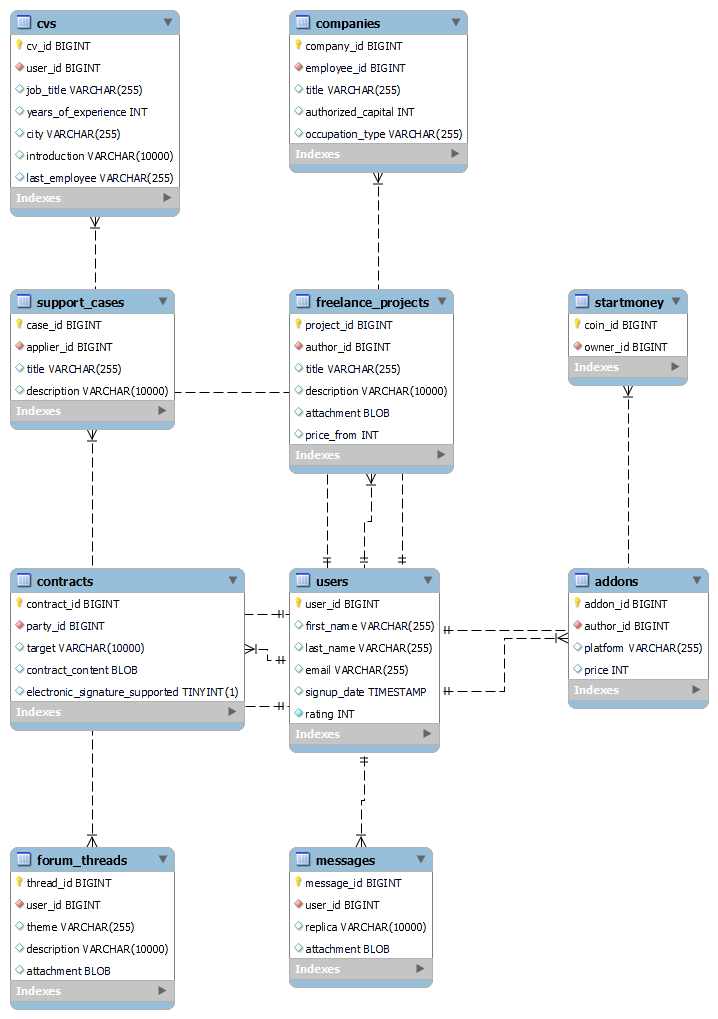 cvs
cv_id BIGINT
user_id BIGINT
job_title VARCHAR(255)
years_of_experience INT
city VARCHAR(255)
introduction VARCHAR(10000)
last_employee VARCHAR(255)
Indexes
companies
company_id BIGINT
employee_id BIGINT
title VARCHAR(255)
authorized_capital INT
occupation_type VARCHAR(255)
Indexes
support_cases
case_id BIGINT
applier_id BIGINT
title VARCHAR(255)
description VARCHAR(10000)
Indexes
freelance_projects
project_id BIGINT
author_id BIGINT
title VARCHAR(255)
description VARCHAR(10000)
attachment BLOB
price_from INT
Indexes
startmoney
coin_id BIGINT
owner_id BIGINT
Indexes
contracts
contract_id BIGINT
party_id BIGINT
target VARCHAR(10000)
contract_content BLOB
electronic_signature_supported TINYINT(1)
Indexes
users
user_id BIGINT
first_name VARCHAR(255)
last_name VARCHAR(255)
email VARCHAR(255)
signup_date TIMESTAMP
rating INT
Indexes
addons
addon_id BIGINT
author_id BIGINT
platform VARCHAR(255)
price INT
Indexes
forum_threads
thread_id BIGINT
user_id BIGINT
theme VARCHAR(255)
description VARCHAR(10000)
attachment BLOB
Indexes
messages
message_id BIGINT
user_id BIGINT
replica VARCHAR(10000)
attachment BLOB
Indexes